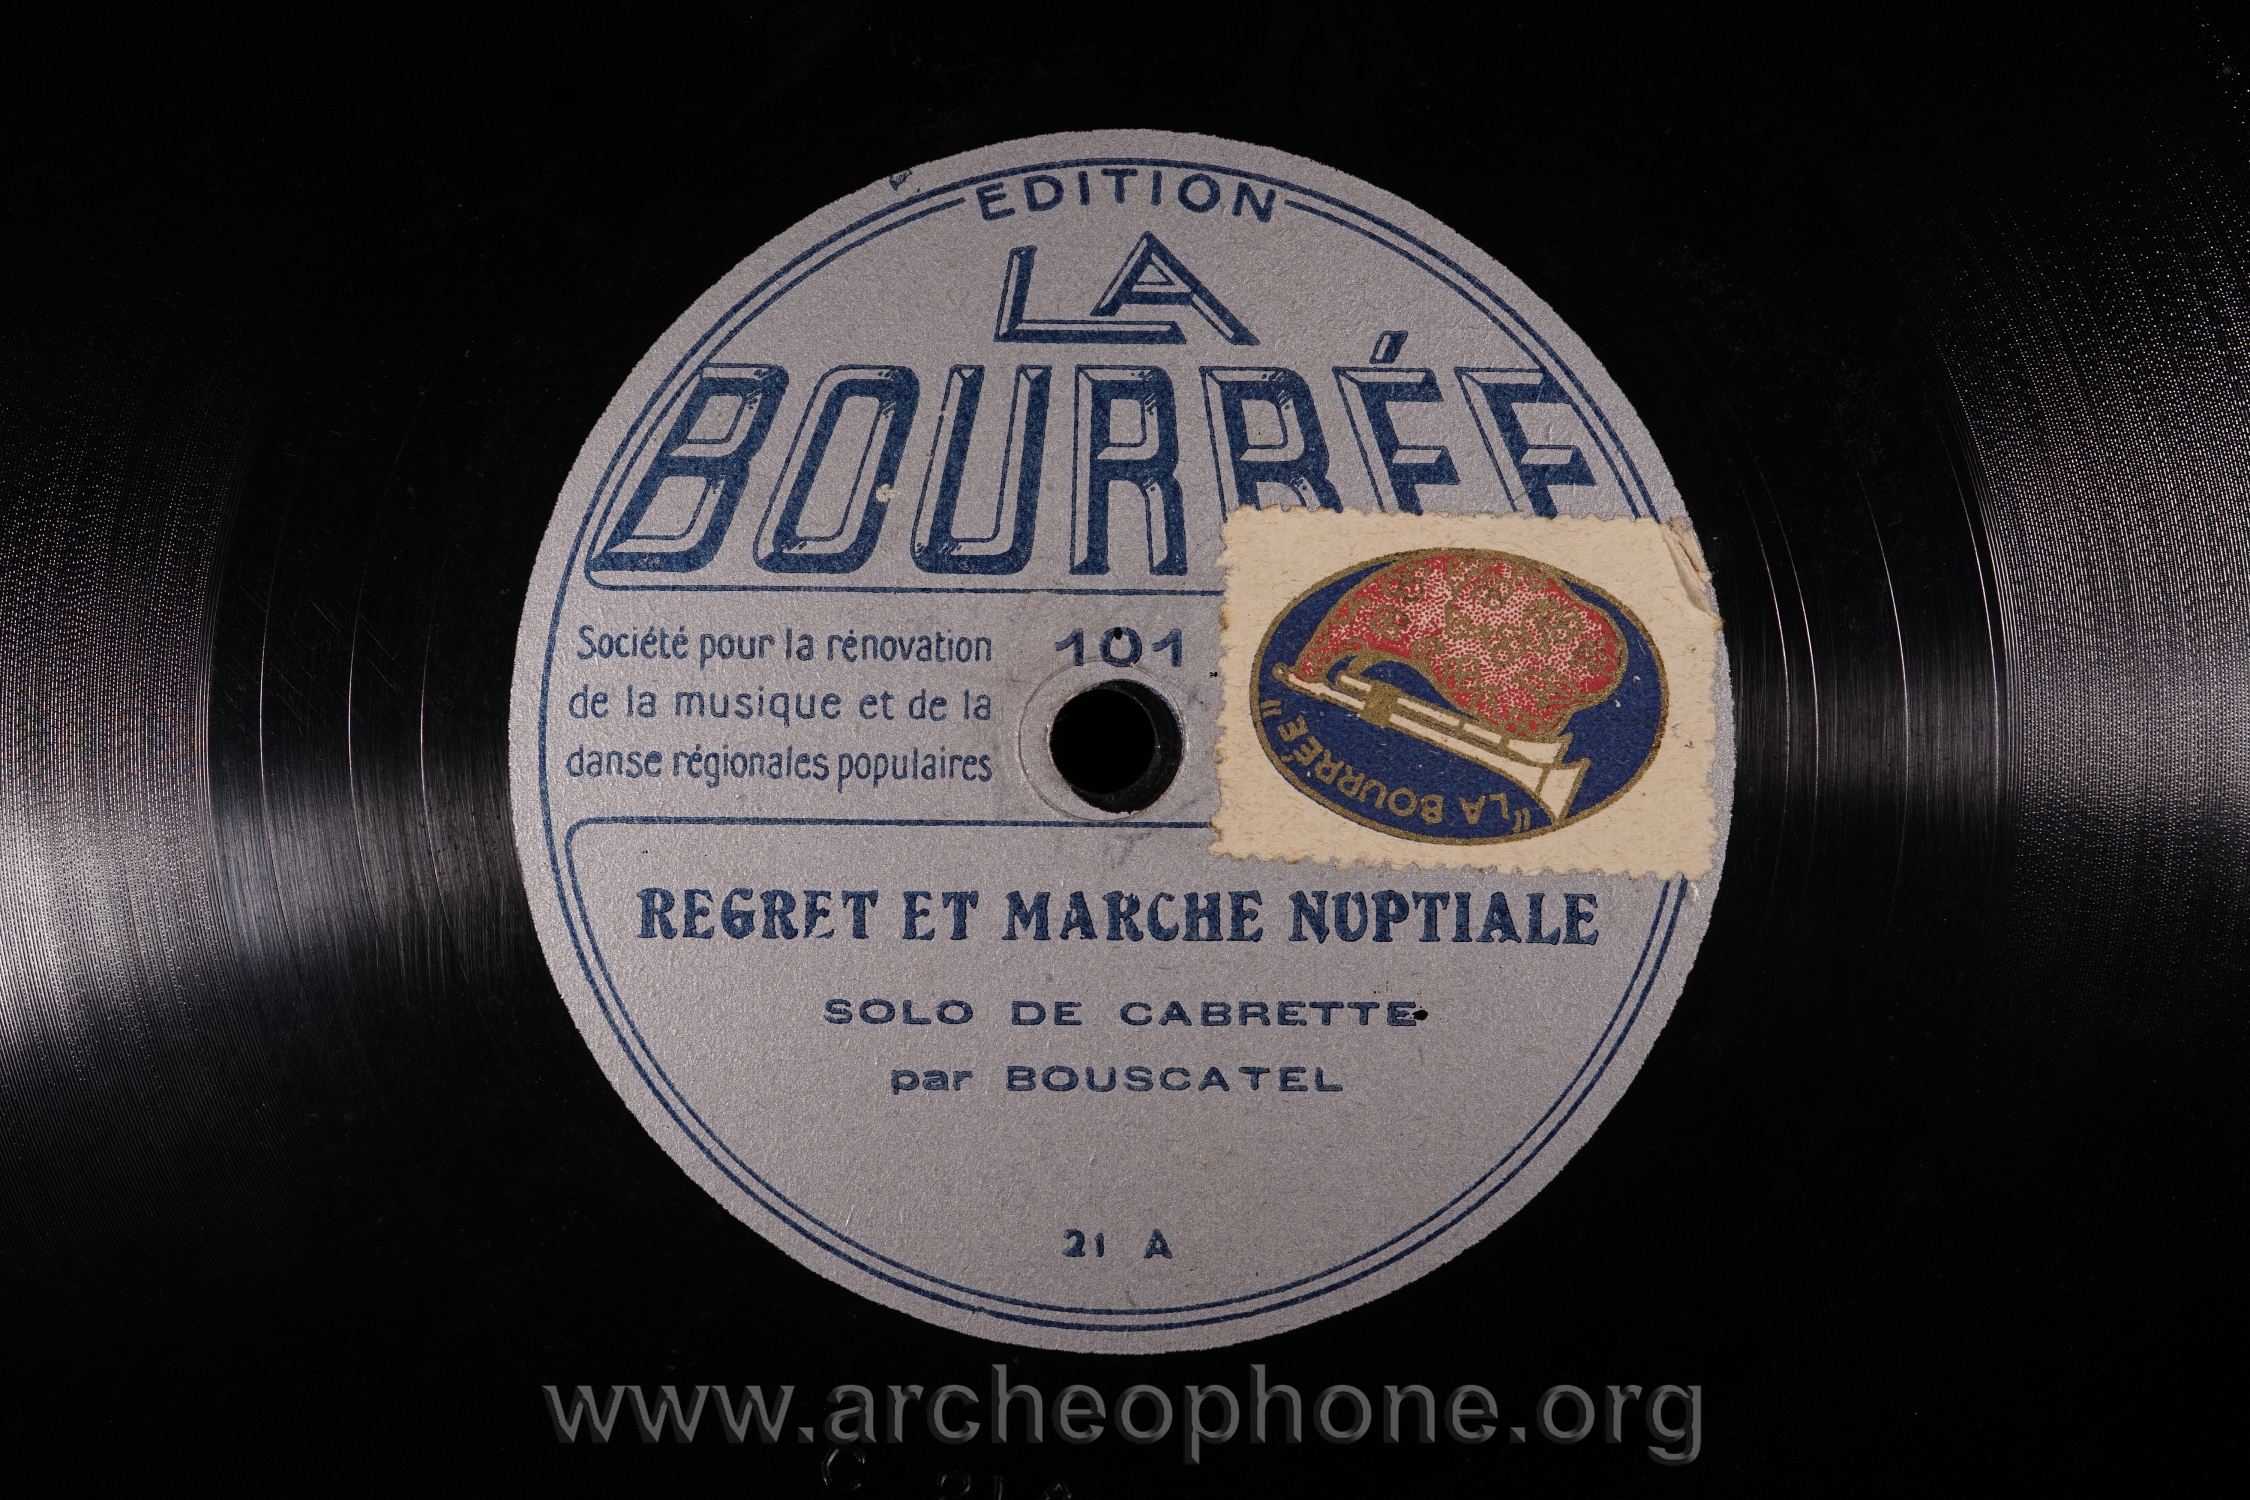 EDITION
LA
BOURRÉE
Société pour la rénovation
de la musique et de la
danse régionales populaires
101
"LA BOURRÉE"
REGRET ET MARCHE NUPTIALE
SOLO DE CABRETTE
par BOUSCATEL
21 A
www.archeophone.org
C 21A